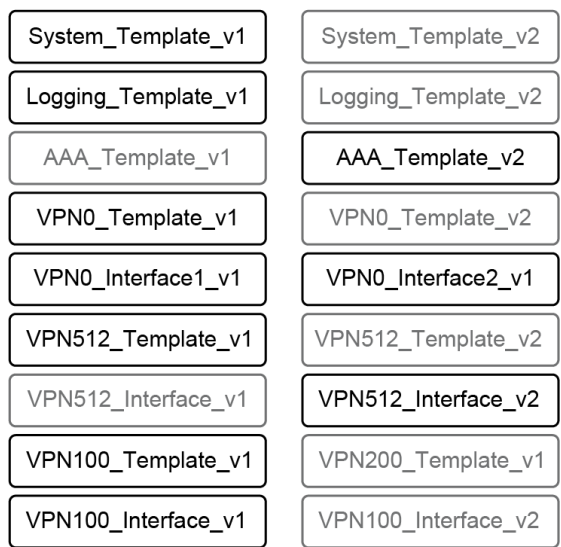 System_Template_v1 System_Template_v2
Logging_Template_v1 Logging_Template_v2
AAA_Template_v1 AAA_Template_v2
VPN0_Template_v1 VPN0_Template_v2
VPN0_Interface1_v1 VPN0_Interface2_v1
VPN512_Template_v1 VPN512_Template_v2
VPN512_Interface_v1 VPN512_Interface_v2
VPN100_Template_v1 VPN200_Template_v1
VPN100_Interface_v1 VPN100_Interface_v2